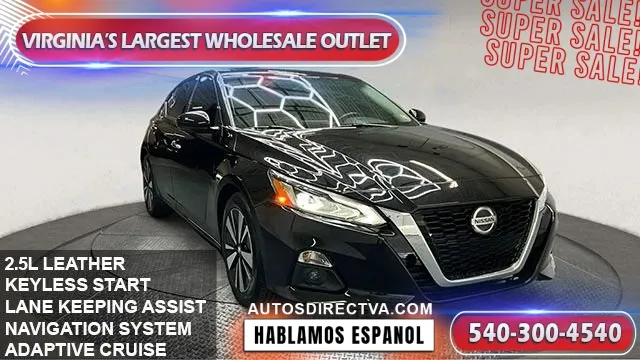 VIRGINIA'S LARGEST WHOLESALE OUTLET
SUPER SALE!
SUPER SALE!
SUPER SALE!
NISSAN
2.5L LEATHER
KEYLESS START
LANE KEEPING ASSIST
NAVIGATION SYSTEM
ADAPTIVE CRUISE
AUTOSDIRECTVA.COM
HABLAMOS ESPANOL
540-300-4540